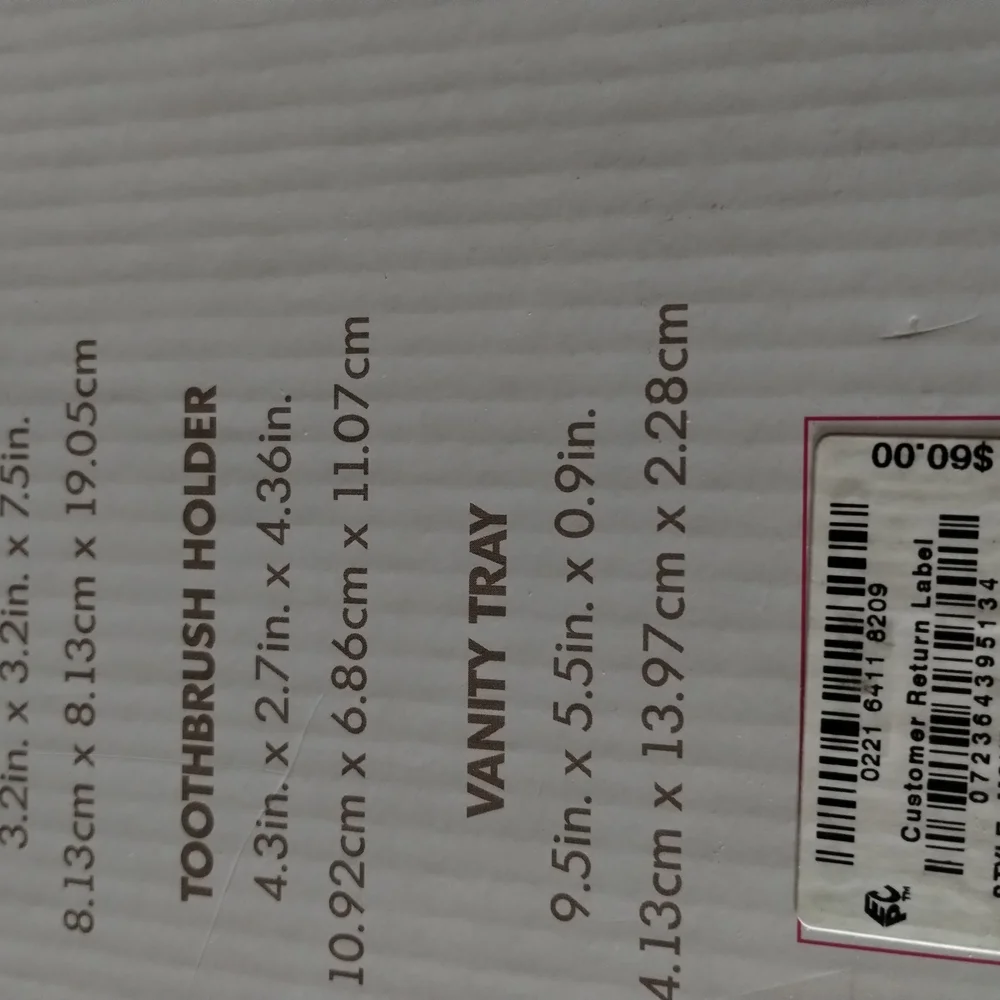 3.2in. x 3.2in. x 7.5in.
8.13cm x 8.13cm x 19.05cm
TOOTHBRUSH HOLDER
4.3in. x 2.7in. x 4.36in.
10.92cm x 6.86cm x 11.07cm
VANITY TRAY
9.5in. x 5.5in. x 0.9in.
4.13cm x 13.97cm x 2.28cm
EPC™
0221 6411 8209
Customer Return Label
072364395134
$60.00